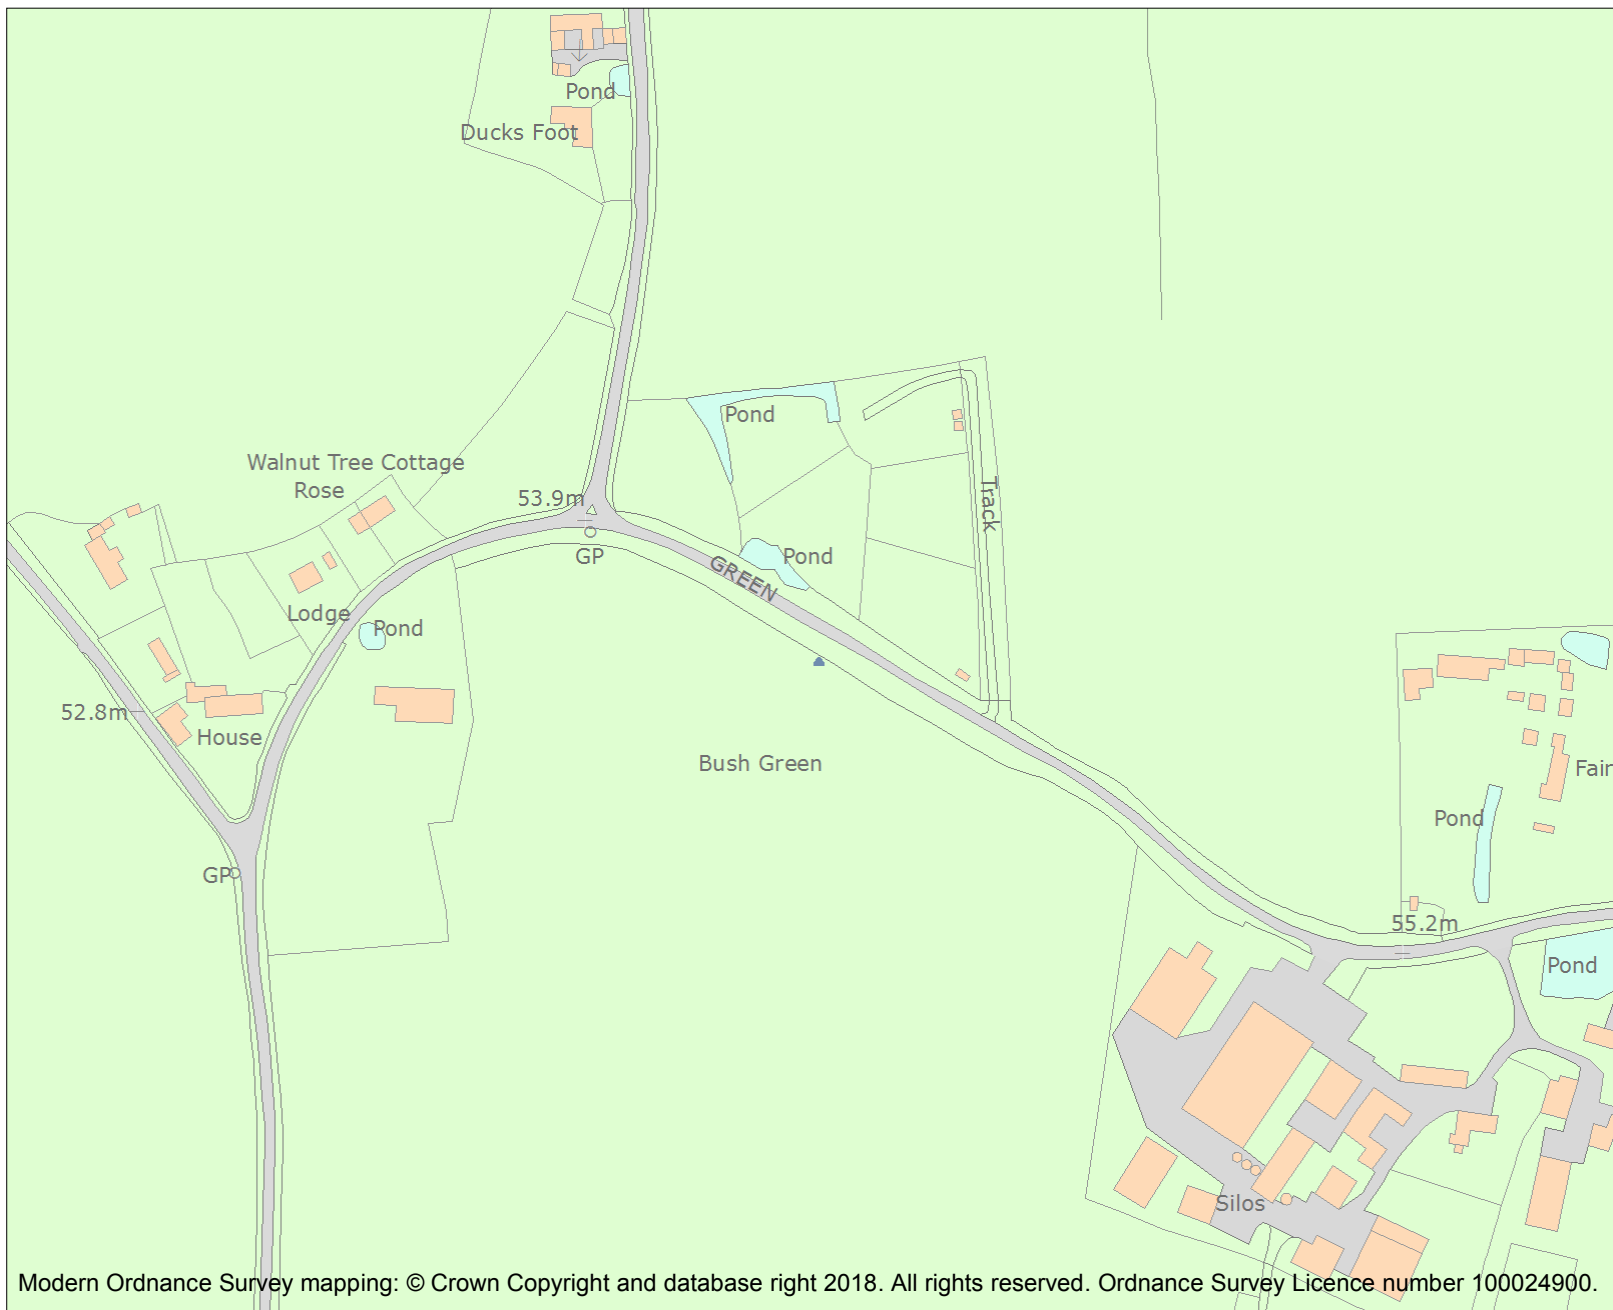 Pond
Ducks Foot
Pond
Walnut Tree Cottage
Rose
53.9m
Track
GP
Pond
GREEN
Lodge
Pond
52.8m
House
Bush Green
Fair
Pond
GP
55.2m
Pond
Silos
Modern Ordnance Survey mapping: © Crown Copyright and database right 2018. All rights reserved. Ordnance Survey Licence number 100024900.